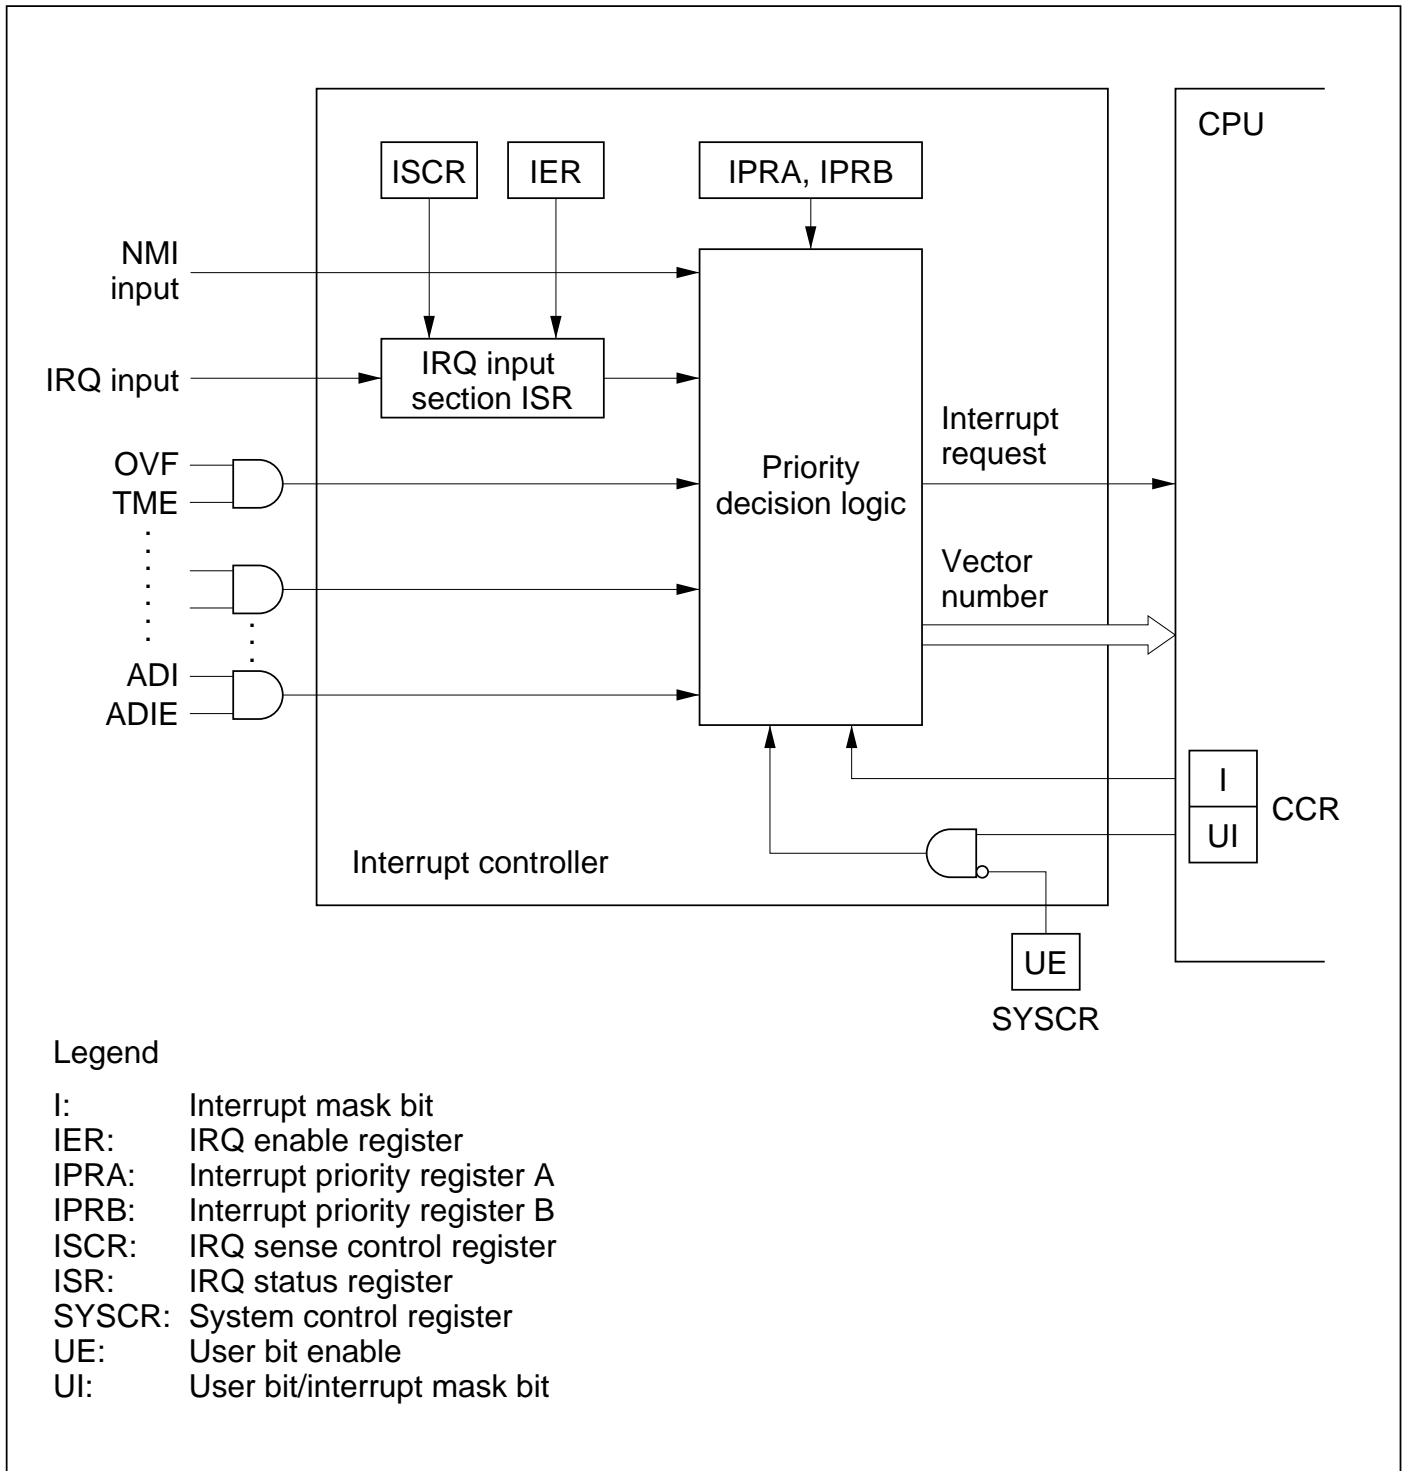 CPU
ISCR
IER
IPRA, IPRB
NMI
input
IRQ input
IRQ input
section ISR
OVF
TME
Priority
decision logic
Interrupt
request
Vector
number
ADI
ADIE
I
UI
CCR
Interrupt controller
UE
SYSCR
Legend
I: Interrupt mask bit
IER: IRQ enable register
IPRA: Interrupt priority register A
IPRB: Interrupt priority register B
ISCR: IRQ sense control register
ISR: IRQ status register
SYSCR: System control register
UE: User bit enable
UI: User bit/interrupt mask bit